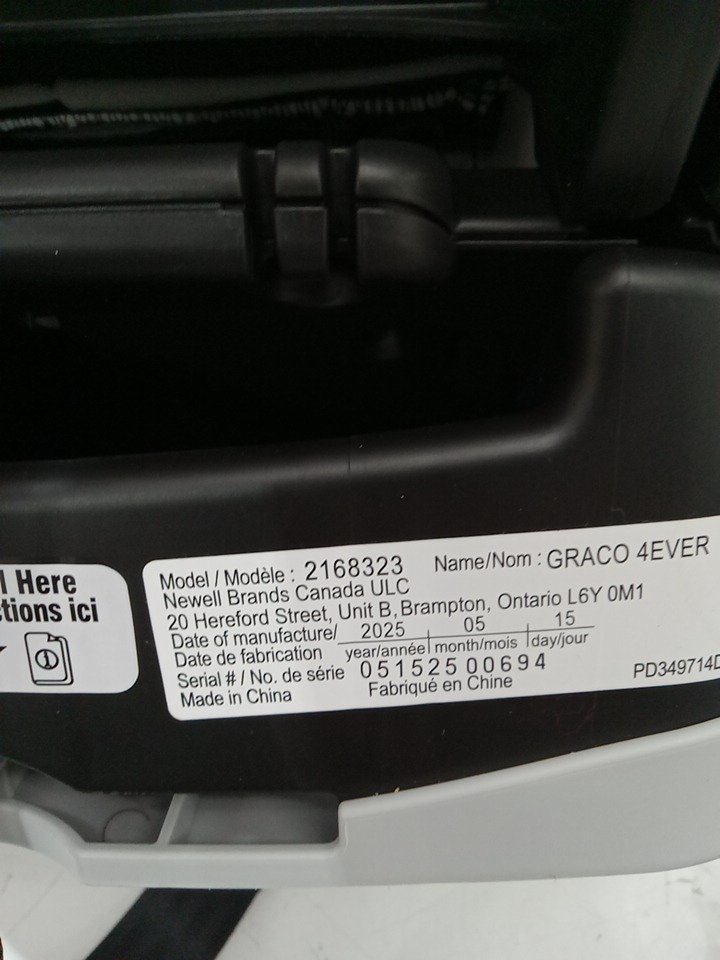 Here
tions ici
1
Model / Modèle : 2168323 Name/Nom : GRACO 4EVER
Newell Brands Canada ULC
20 Hereford Street, Unit B, Brampton, Ontario L6Y 0M1
Date of manufacture/ 2025 05 15
Date de fabrication year/année month/mois day/jour
Serial # / No. de série 05152500694
Made in China Fabriqué en Chine PD349714D